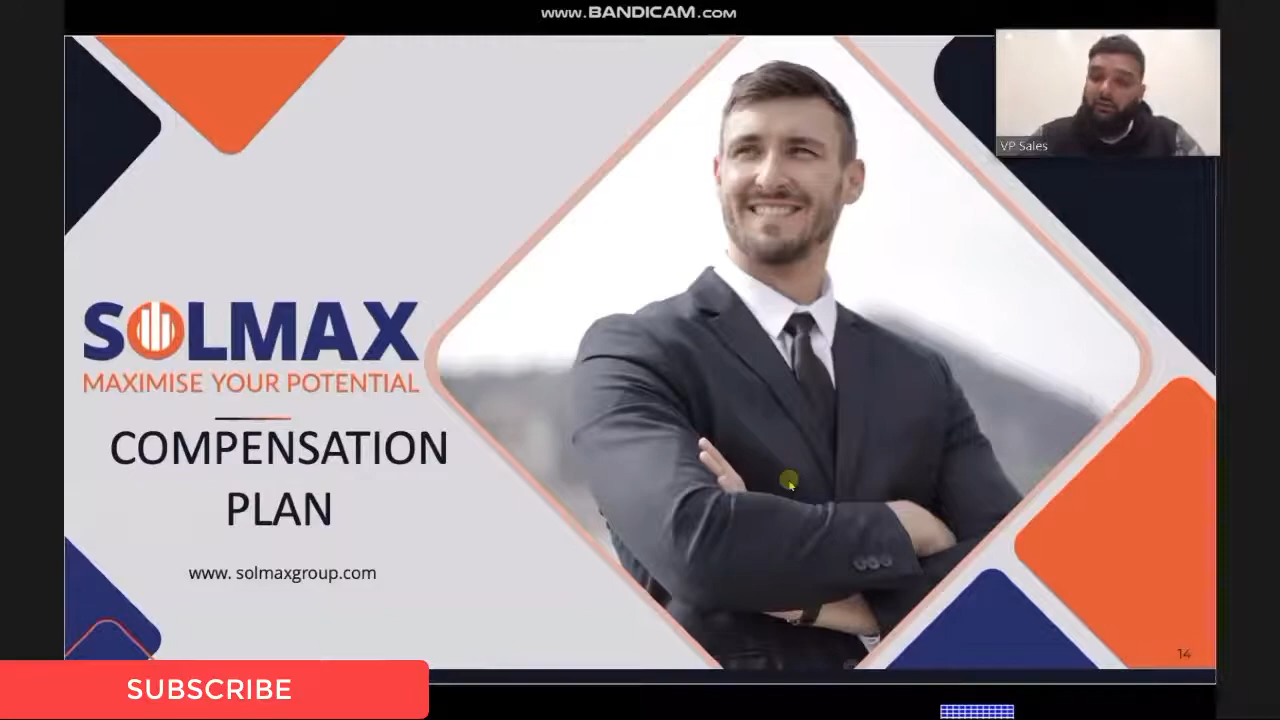 www.BANDICAM.com
VP Sales
SOLMAX
MAXIMISE YOUR POTENTIAL
COMPENSATION
PLAN
www. solmaxgroup.com
14
SUBSCRIBE